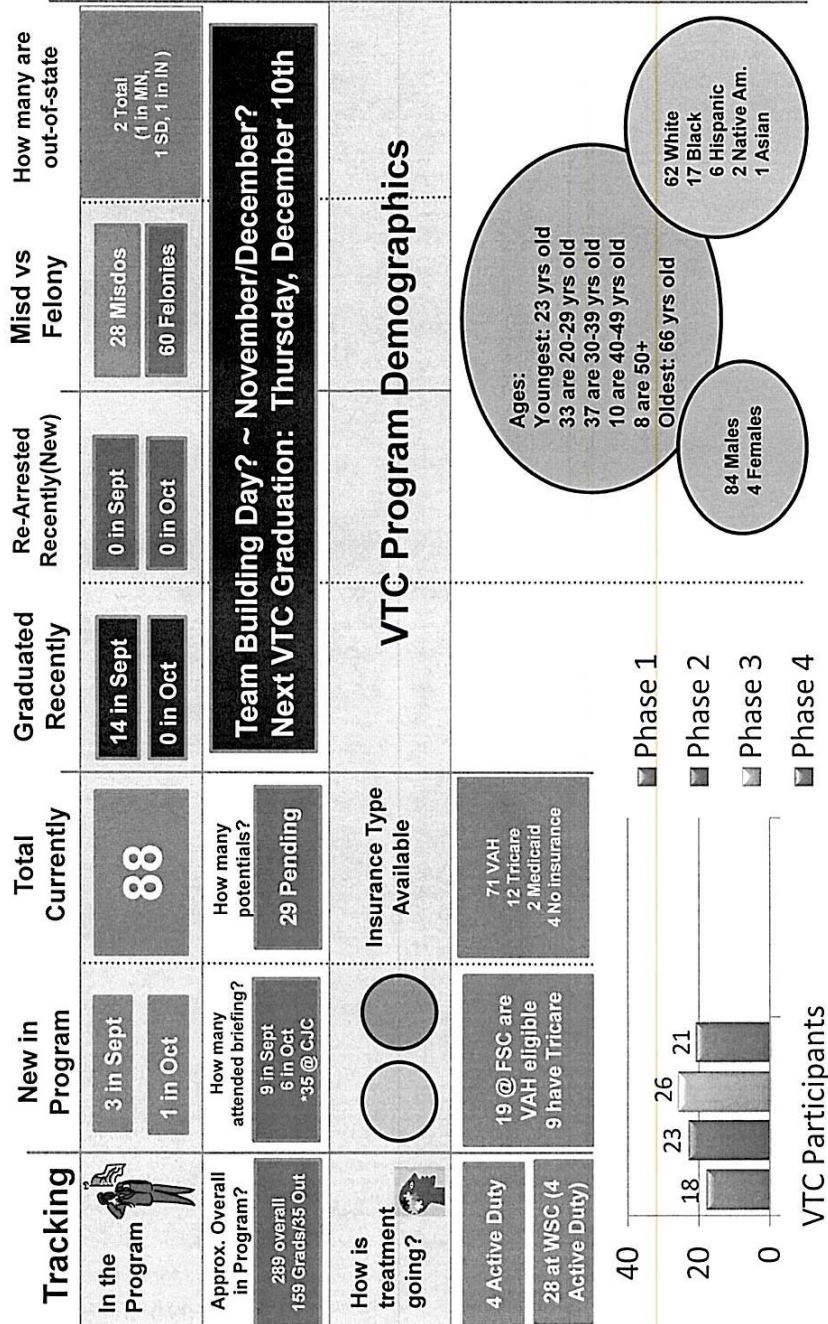 Tracking
New in
Program
Total
Currently
Graduated
Recently
Re-Arrested
Recently(New)
Misd vs
Felony
How many are
out-of-state
In the
Program
3 in Sept
1 in Oct
88
14 in Sept
0 in Oct
0 in Sept
0 in Oct
28 Misdos
60 Felonies
2 Total
(1 in MN,
1 SD, 1 in IN )
Approx. Overall
in Program?
289 overall
159 Grads/35 Out
How many
attended briefing?
9 in Sept
6 in Oct
*35 @ CJC
How many
potentials?
29 Pending
Team Building Day? ~ November/December?
Next VTC Graduation: Thursday, December 10th
How is
treatment
going?
Insurance Type
Available
VTC Program Demographics
4 Active Duty
28 at WSC (4
Active Duty)
19 @ FSC are
VAH eligible
9 have Tricare
71 VAH
12 Tricare
2 Medicaid
4 No insurance
Ages:
Youngest: 23 yrs old
33 are 20-29 yrs old
37 are 30-39 yrs old
10 are 40-49 yrs old
8 are 50+
Oldest: 66 yrs old
84 Males
4 Females
62 White
17 Black
6 Hispanic
2 Native Am.
1 Asian
40
20
0
18
23
26
21
VTC Participants
Phase 1
Phase 2
Phase 3
Phase 4